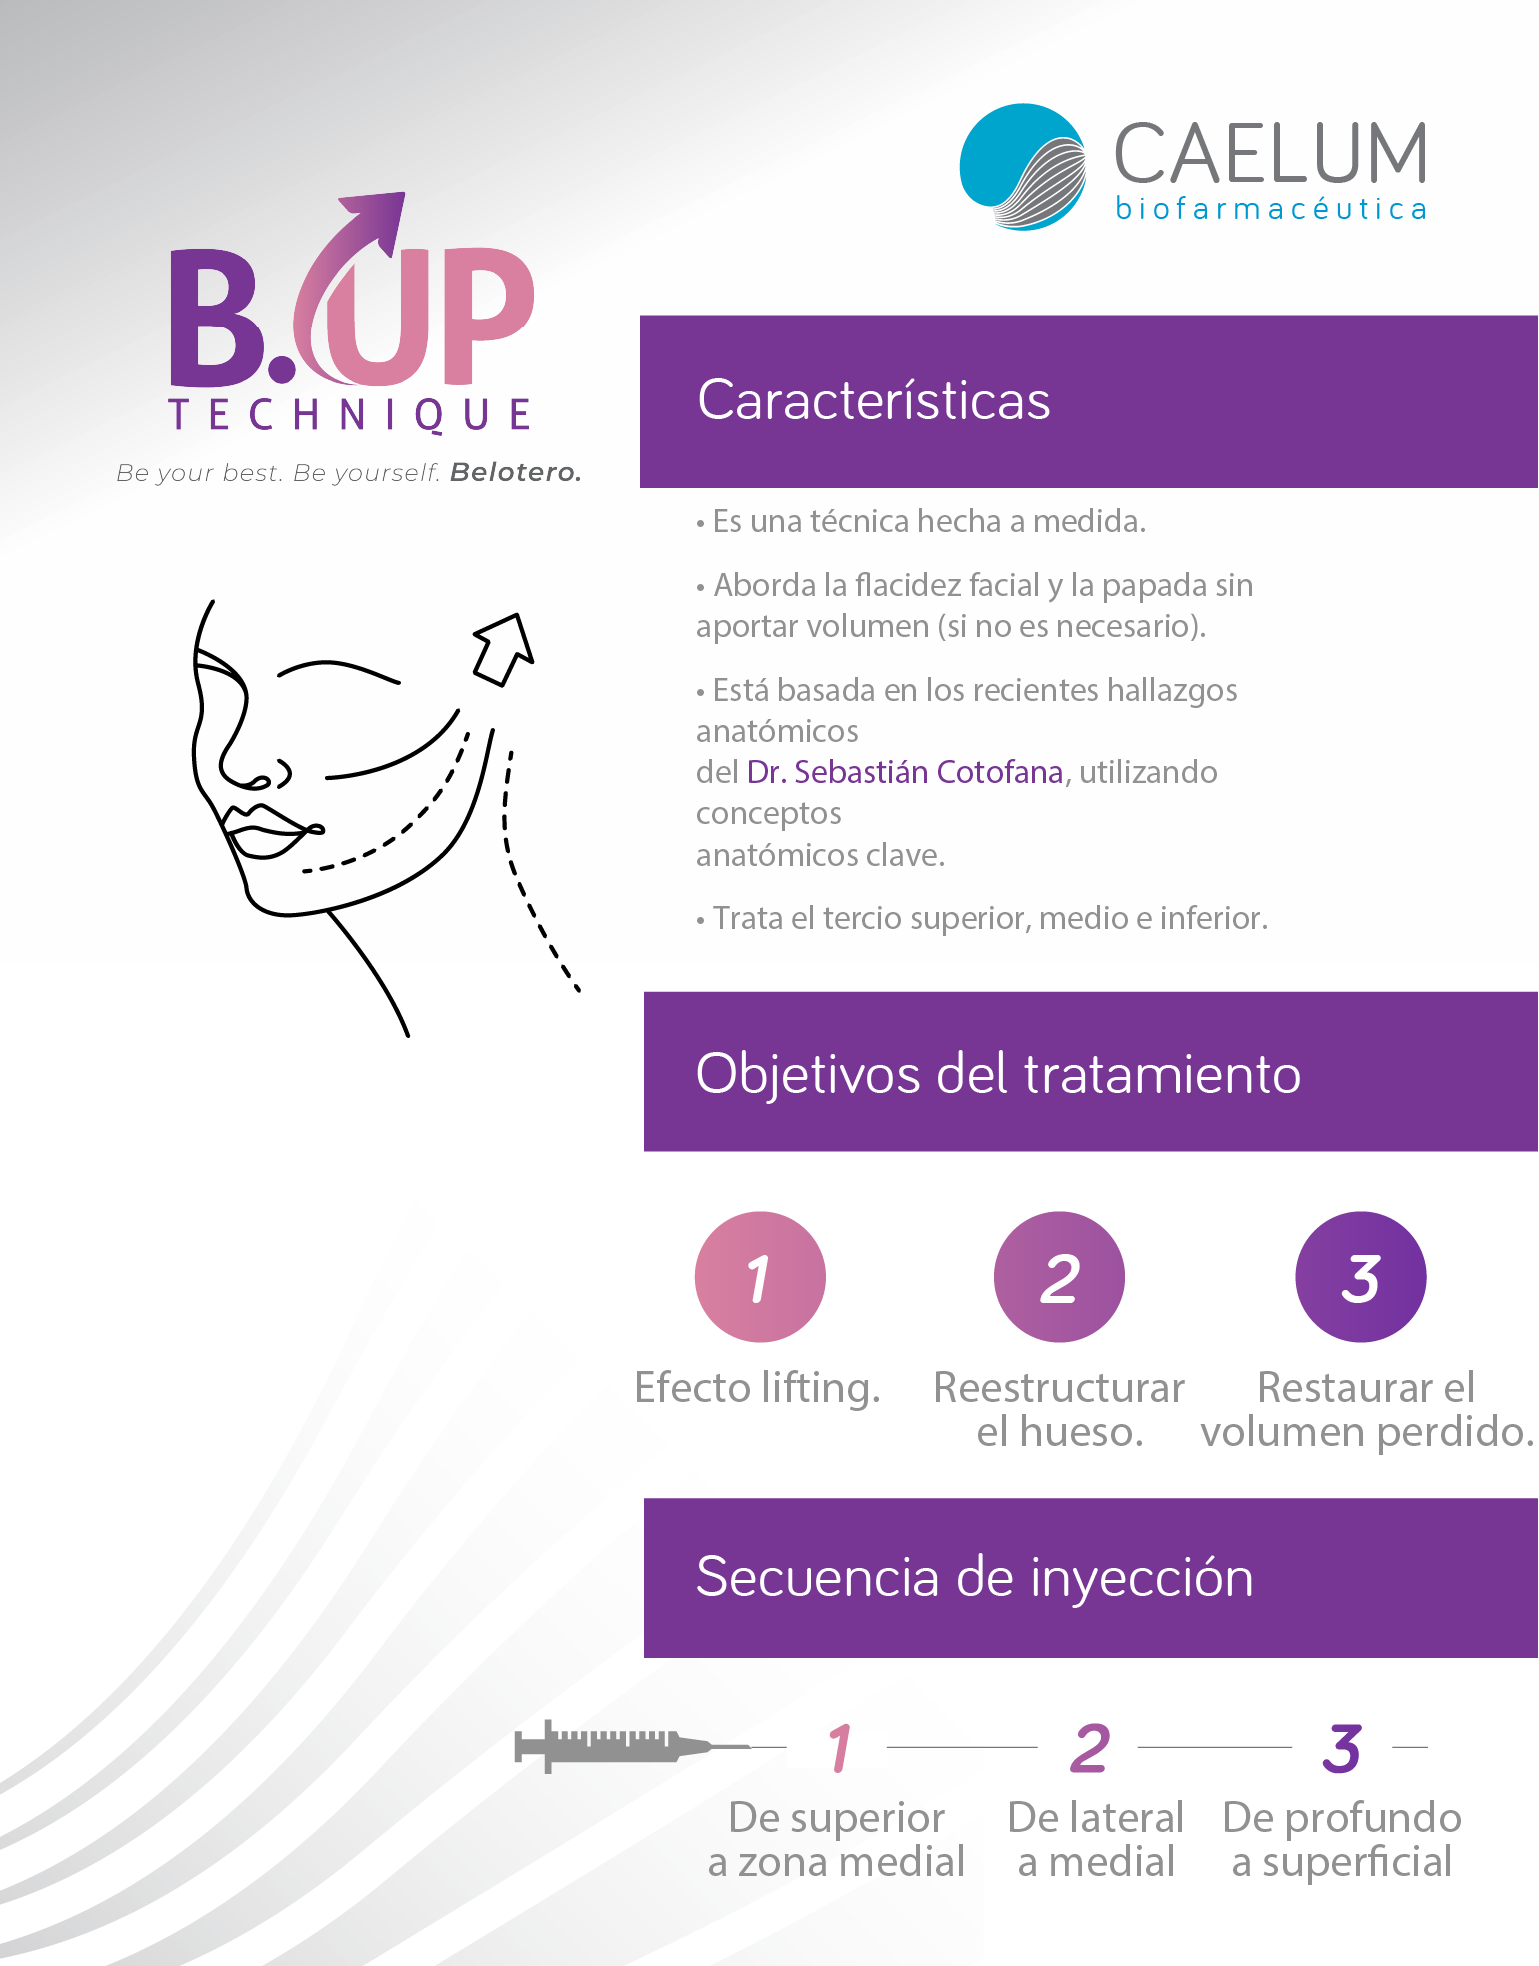 CAELUM
biofarmacéutica
B.UP
TECHNIQUE
Be your best. Be yourself. Belotero.
Características
• Es una técnica hecha a medida.
• Aborda la flacidez facial y la papada sin
aportar volumen (si no es necesario).
• Está basada en los recientes hallazgos
anatómicos
del Dr. Sebastián Cotofana, utilizando
conceptos
anatómicos clave.
• Trata el tercio superior, medio e inferior.
Objetivos del tratamiento
1
Efecto lifting.
2
Reestructurar
el hueso.
3
Restaurar el
volumen perdido.
Secuencia de inyección
1
De superior
a zona medial
2
De lateral
a medial
3
De profundo
a superficial